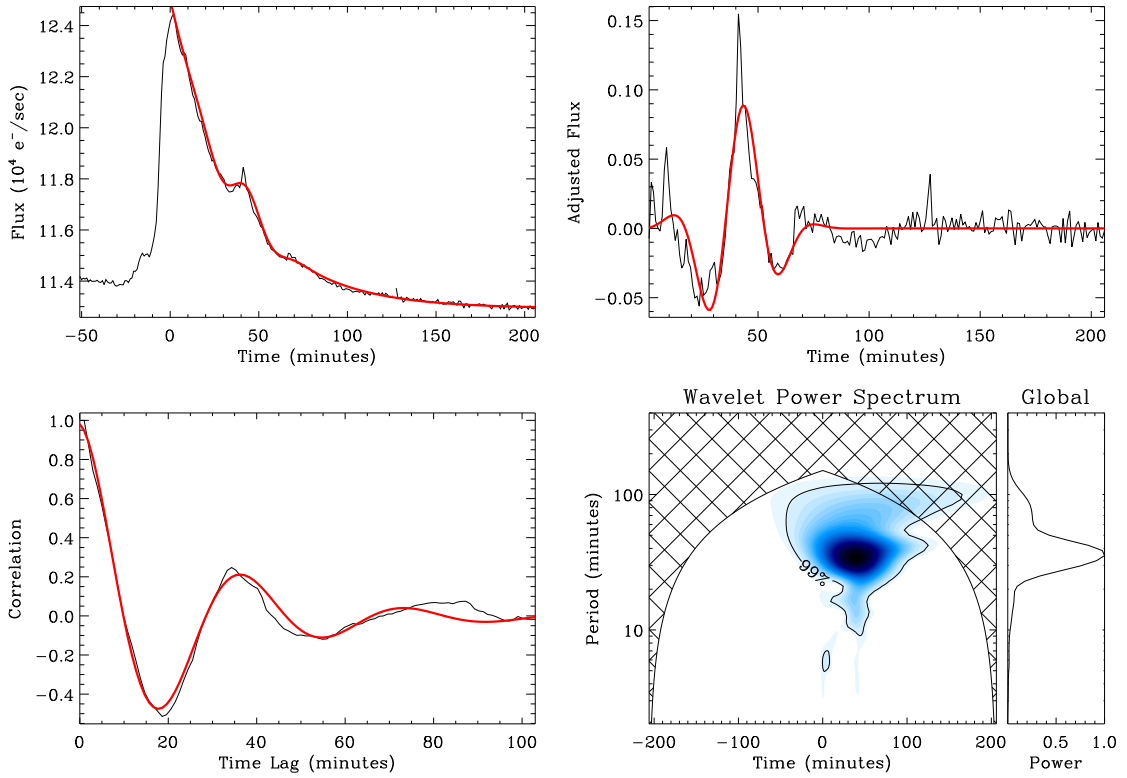 12.4
12.2
12.0
11.8
11.6
11.4
Flux (10⁴ e⁻/sec)
−50 0 50 100 150 200
Time (minutes)
0.15
0.10
0.05
0.00
−0.05
Adjusted Flux
50 100 150 200
Time (minutes)
1.0
0.8
0.6
0.4
0.2
0.0
−0.2
−0.4
Correlation
0 20 40 60 80 100
Time Lag (minutes)
Wavelet Power Spectrum
100
10
Period (minutes)
99%
−200 −100 0 100 200
Time (minutes)
Global
0.5 1.0
Power